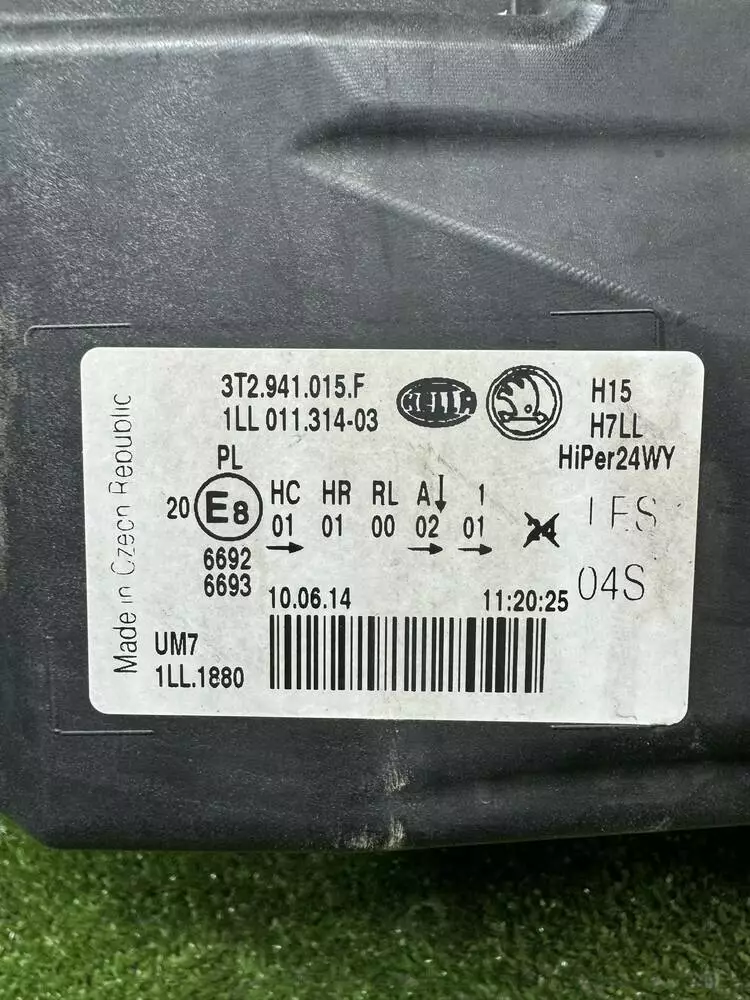 3T2.941.015.F
1LL 011.314-03
HELLA
H15
H7LL
HiPer24WY
PL
20 E8
HC HR RL A 1
01 01 00 02 01
24
6692
6693
04S
10.06.14 11:20:25
UM7
1LL.1880
Made in Czech Republic